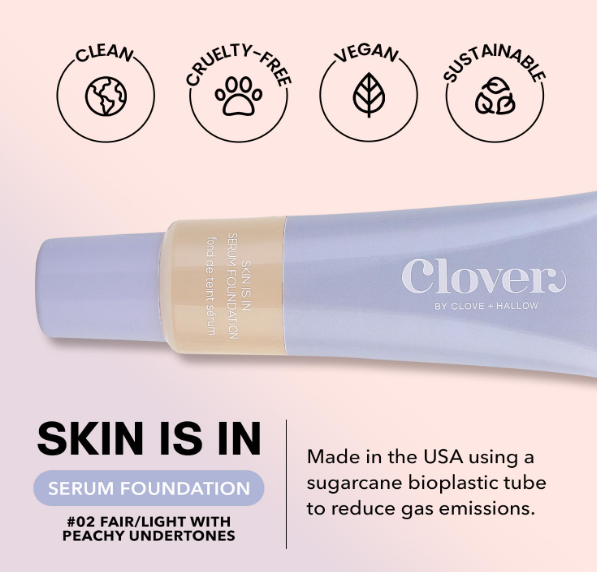 CLEAN
CRUELTY-FREE
VEGAN
SUSTAINABLE
SKIN IS IN
SERUM FOUNDATION
fond de teint sérum
Clover
BY CLOVE + HALLOW
SKIN IS IN
SERUM FOUNDATION
#02 FAIR/LIGHT WITH
PEACHY UNDERTONES
Made in the USA using a
sugarcane bioplastic tube
to reduce gas emissions.